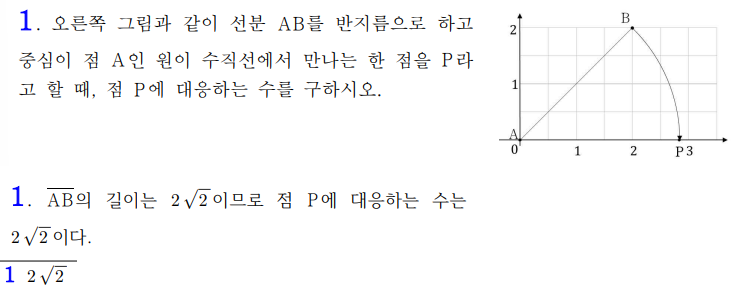 1. 오른쪽 그림과 같이 선분 AB를 반지름으로 하고
중심이 점 A인 원이 수직선에서 만나는 한 점을 P라
고 할 때, 점 P에 대응하는 수를 구하시오.
2
B
1
A
0 1 2 P 3
1. \overline{AB}의 길이는 2√2이므로 점 P에 대응하는 수는
2√2이다.
1 2√2